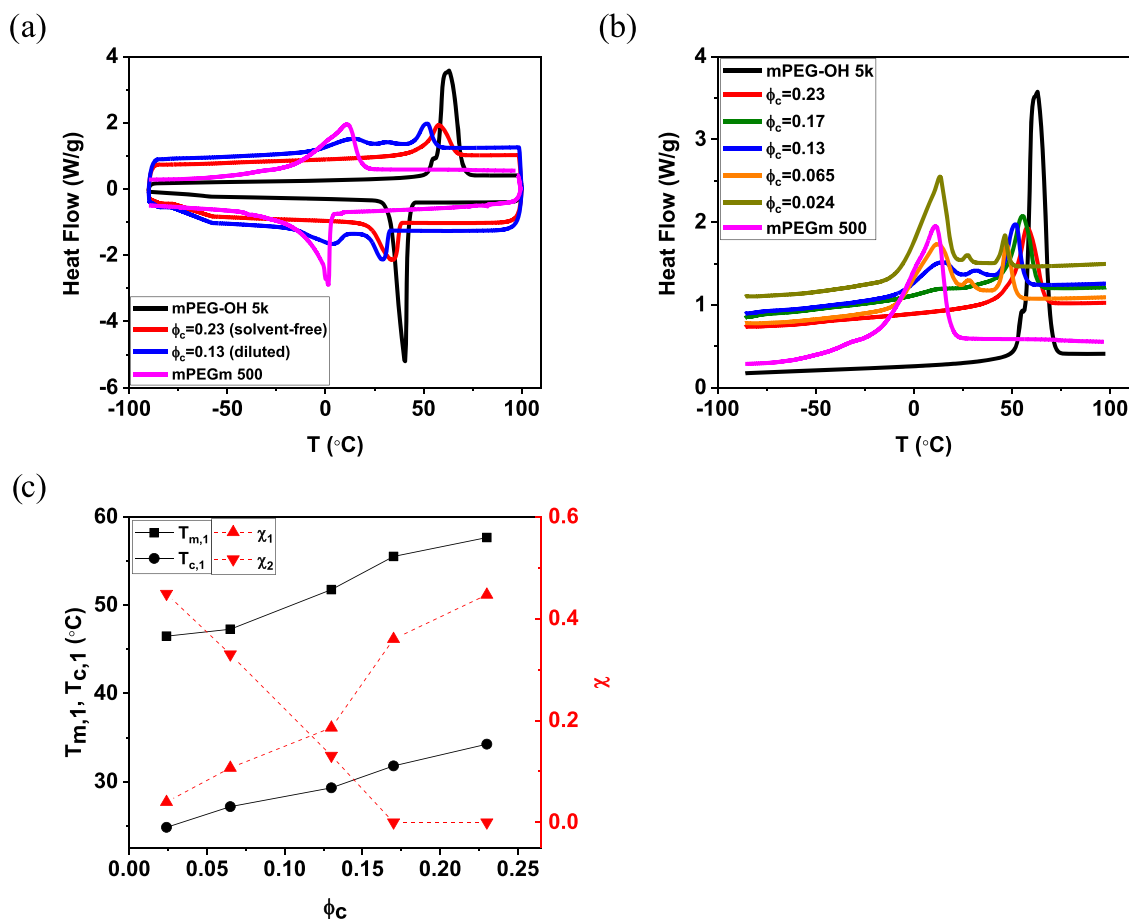 (a)
4
2
0
-2
-4
-6
Heat Flow (W/g)
mPEG-OH 5k
ϕc=0.23 (solvent-free)
ϕc=0.13 (diluted)
mPEGm 500
-100 -50 0 50 100
T (◦C)
(b)
4
3
2
1
0
Heat Flow (W/g)
mPEG-OH 5k
ϕc=0.23
ϕc=0.17
ϕc=0.13
ϕc=0.065
ϕc=0.024
mPEGm 500
-100 -50 0 50 100
T (◦C)
(c)
60
50
40
30
Tm,1, Tc,1 (◦C)
Tm,1 χ1
Tc,1 χ2
0.6
0.4
0.2
0.0
χ
0.00 0.05 0.10 0.15 0.20 0.25
ϕc